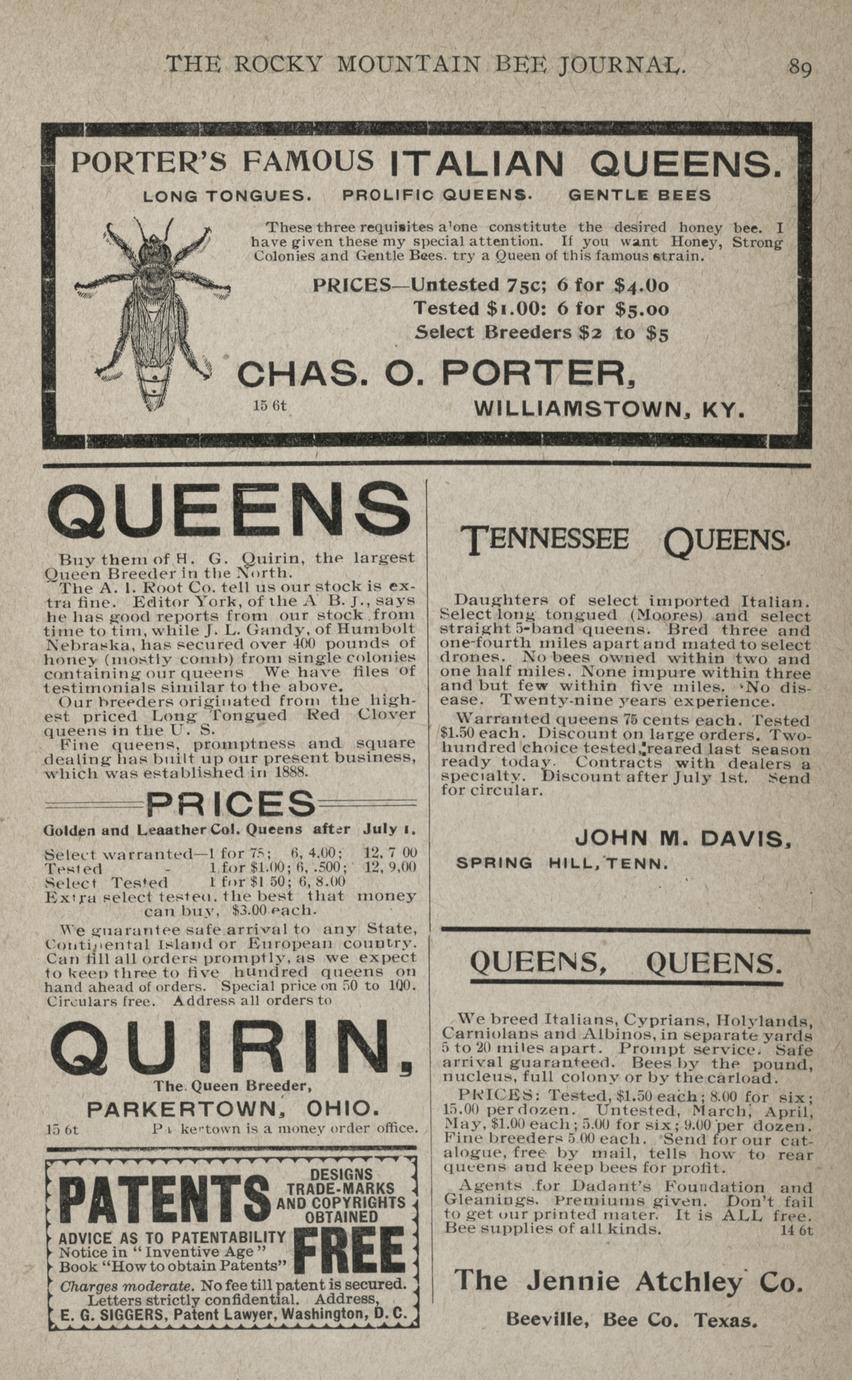 THE ROCKY MOUNTAIN BEE JOURNAL. 89
PORTER'S FAMOUS ITALIAN QUEENS.
LONG TONGUES. PROLIFIC QUEENS. GENTLE BEES
These three requisites a'one constitute the desired honey bee. I
have given these my special attention. If you want Honey, Strong
Colonies and Gentle Bees. try a Queen of this famous strain.
PRICES—Untested 75c; 6 for $4.00
Tested $1.00: 6 for $5.00
Select Breeders $2 to $5
CHAS. O. PORTER,
15 6t WILLIAMSTOWN, KY.
QUEENS
Buy them of H. G. Quirin, the largest
Queen Breeder in the North.
The A. I. Root Co. tell us our stock is ex-
tra fine. Editor York, of the A B. J., says
he has good reports from our stock from
time to tim, while J. L. Gandy, of Humbolt
Nebraska, has secured over 400 pounds of
honey (mostly comb) from single colonies
containing our queens We have files of
testimonials similar to the above.
Our breeders originated from the high-
est priced Long Tongued Red Clover
queens in the U. S.
Fine queens, promptness and square
dealing has built up our present business,
which was established in 1888.
PRICES
Golden and Leaather Col. Queens after July 1.
Select warranted—1 for 75; 6, 4.00; 12, 7 00
Tested - 1 for $1.00; 6, .500; 12, 9,00
Select Tested 1 for $1 50; 6, 8.00
Extra select tested. the best that money
can buy, $3.00 each.
We guarantee safe arrival to any State,
Continental Island or European country.
Can fill all orders promptly, as we expect
to keep three to five hundred queens on
hand ahead of orders. Special price on 50 to 100.
Circulars free. Address all orders to
QUIRIN,
The Queen Breeder,
PARKERTOWN, OHIO.
15 6t Parkertown is a money order office.
PATENTS
DESIGNS
TRADE-MARKS
AND COPYRIGHTS
OBTAINED
ADVICE AS TO PATENTABILITY
Notice in "Inventive Age"
Book "How to obtain Patents"
FREE
Charges moderate. No fee till patent is secured.
Letters strictly confidential. Address,
E. G. SIGGERS, Patent Lawyer, Washington, D. C.
TENNESSEE QUEENS.
Daughters of select imported Italian.
Select long tongued (Moores) and select
straight 5-band queens. Bred three and
one-fourth miles apart and mated to select
drones. No bees owned within two and
one half miles. None impure within three
and but few within five miles. No dis-
ease. Twenty-nine years experience.
Warranted queens 75 cents each. Tested
$1.50 each. Discount on large orders. Two-
hundred choice tested, reared last season
ready today. Contracts with dealers a
specialty. Discount after July 1st. Send
for circular.
JOHN M. DAVIS,
SPRING HILL, TENN.
QUEENS, QUEENS.
We breed Italians, Cyprians, Holylands,
Carniolans and Albinos, in separate yards
5 to 20 miles apart. Prompt service. Safe
arrival guaranteed. Bees by the pound,
nucleus, full colony or by the carload.
PRICES: Tested, $1.50 each; 8.00 for six;
15.00 per dozen. Untested, March, April,
May, $1.00 each; 5.00 for six; 9.00 per dozen.
Fine breeders 5.00 each. Send for our cat-
alogue, free by mail, tells how to rear
queens and keep bees for profit.
Agents for Dadant's Foundation and
Gleanings. Premiums given. Don't fail
to get our printed mater. It is ALL free.
Bee supplies of all kinds. 14 6t
The Jennie Atchley Co.
Beeville, Bee Co. Texas.